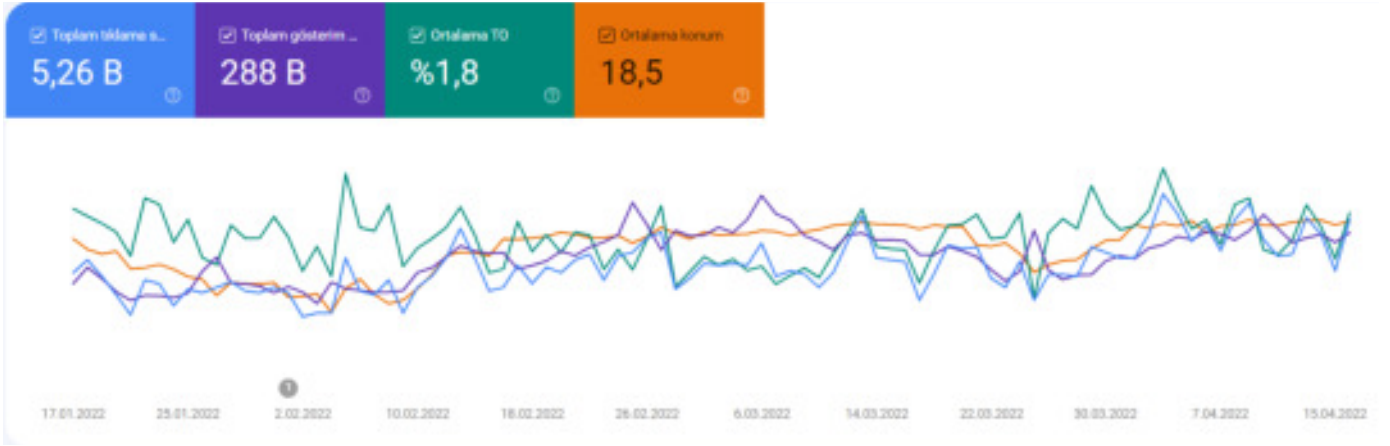 Toplam tıklama s...
5,26 B
Toplam gösterim ...
288 B
Ortalama TO
%1,8
Ortalama konum
18,5
1
17.01.2022 25.01.2022 2.02.2022 10.02.2022 18.02.2022 26.02.2022 6.03.2022 14.03.2022 22.03.2022 30.03.2022 7.04.2022 15.04.2022